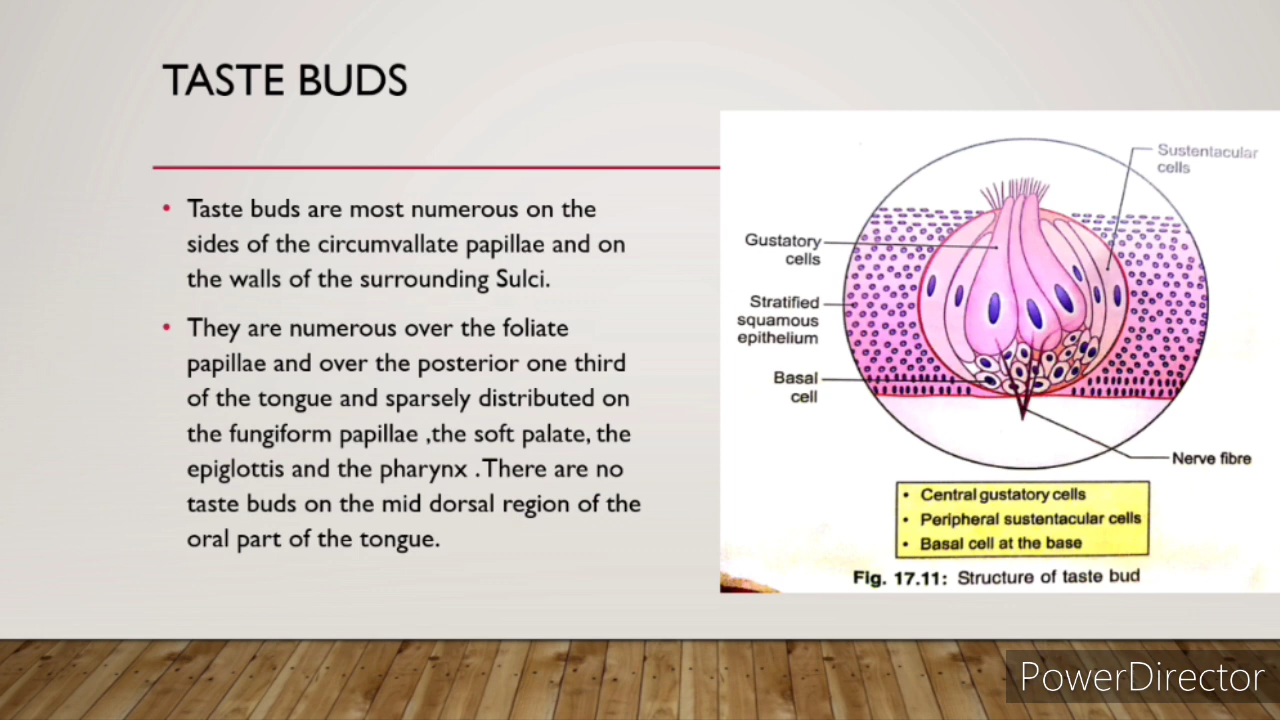 TASTE BUDS
• Taste buds are most numerous on the
sides of the circumvallate papillae and on
the walls of the surrounding Sulci.
• They are numerous over the foliate
papillae and over the posterior one third
of the tongue and sparsely distributed on
the fungiform papillae ,the soft palate, the
epiglottis and the pharynx .There are no
taste buds on the mid dorsal region of the
oral part of the tongue.
Sustentacular
cells
Gustatory
cells
Stratified
squamous
epithelium
Basal
cell
Nerve fibre
• Central gustatory cells
• Peripheral sustentacular cells
• Basal cell at the base
Fig. 17.11: Structure of taste bud
PowerDirector